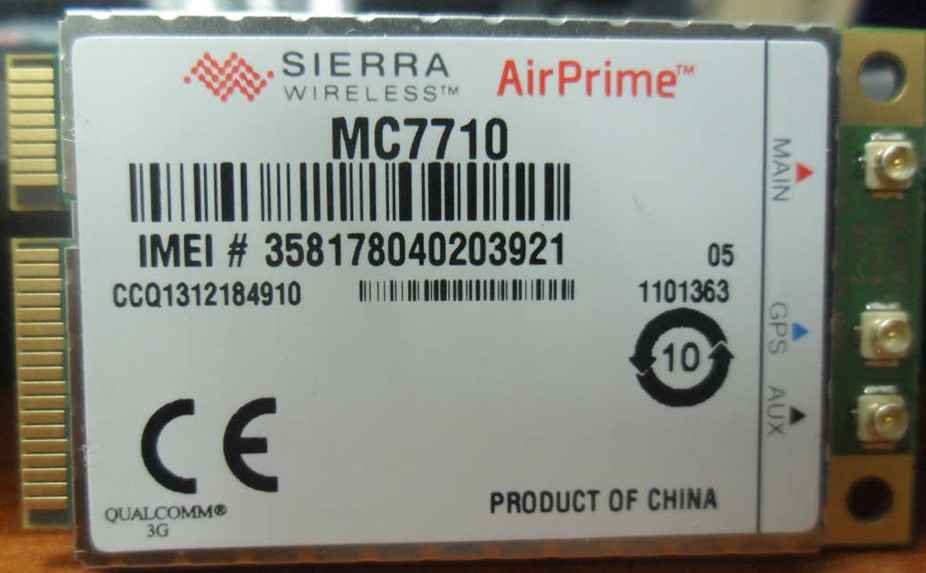 SIERRA
WIRELESS™
AirPrime™
MC7710
IMEI # 358178040203921
05
CCQ1312184910
1101363
10
CE
QUALCOMM®
3G
PRODUCT OF CHINA
MAIN
GPS
AUX